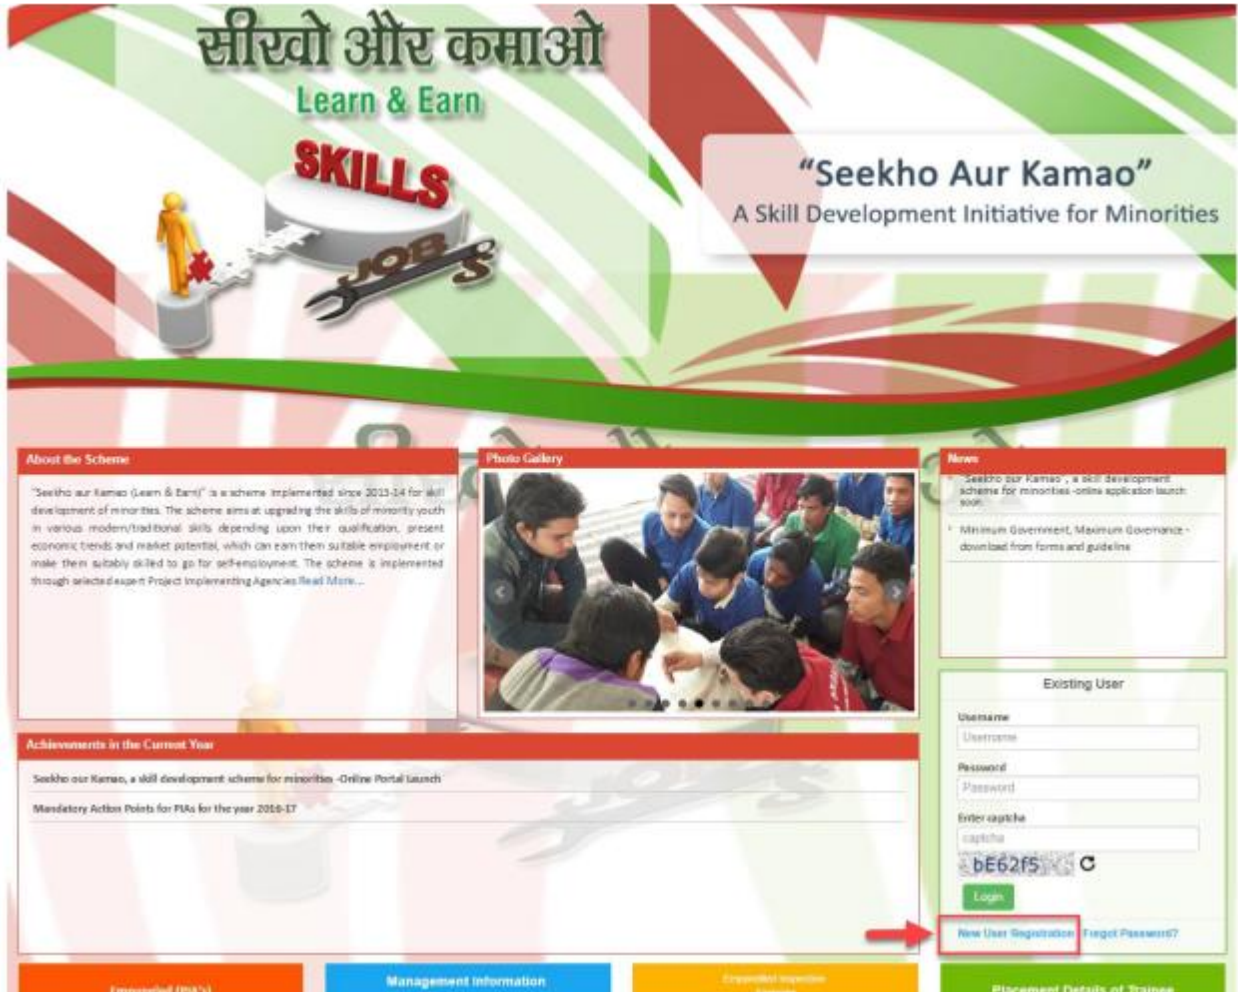 सीखो और कमाओ
Learn & Earn
SKILLS
JOBS
“Seekho Aur Kamao”
A Skill Development Initiative for Minorities
About the Scheme
"Seekho aur Kamao (Learn & Earn)" is a scheme implemented since 2013-14 for skill
development of minorities. The scheme aims at upgrading the skills of minority youth
in various modern/traditional skills depending upon their qualification, present
economic trends and market potential, which can earn them suitable employment or
make them suitably skilled to go for self-employment. The scheme is implemented
through selected expert Project Implementing Agencies Read More...
Photo Gallery
News
"Seekho our Kamao", a skill development
scheme for minorities -online application launch
soon.
Minimum Government, Maximum Governance -
download from forms and guideline
Existing User
Username
Username
Password
Password
Enter captcha
captcha
bE62f5
Login
New User Registration Forgot Password?
Achievements in the Current Year
Seekho our Kamao, a skill development scheme for minorities -Online Portal Launch
Mandatory Action Points for PIAs for the year 2016-17
Empaneled (PIA's)
Management Information
Empanelled Inspection
Placement Details of Trainee